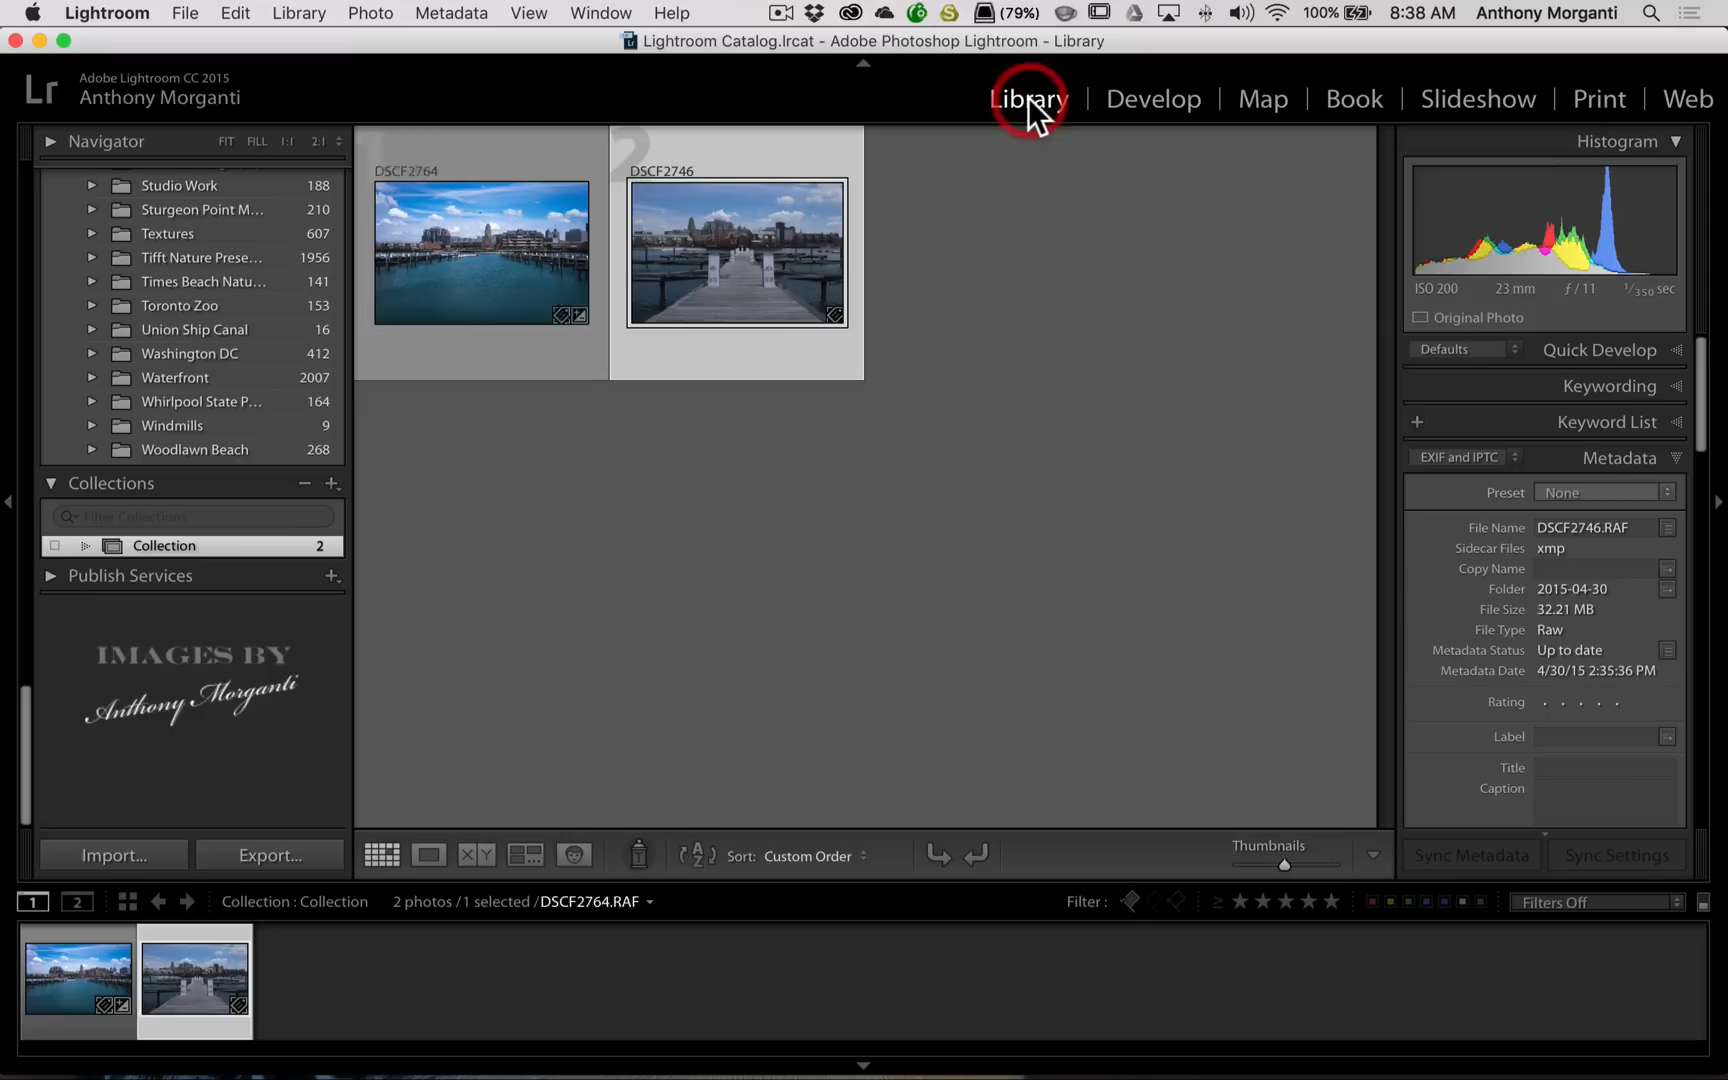 Lightroom File Edit Library Photo Metadata View Window Help (79%) 100% 8:38 AM Anthony Morganti
Lightroom Catalog.lrcat - Adobe Photoshop Lightroom - Library
Lr Adobe Lightroom CC 2015
Anthony Morganti
Library | Develop | Map | Book | Slideshow | Print | Web
Navigator FIT FILL 1:1 2:1
Studio Work 188
Sturgeon Point M... 210
Textures 607
Tifft Nature Prese... 1956
Times Beach Natu... 141
Toronto Zoo 153
Union Ship Canal 16
Washington DC 412
Waterfront 2007
Whirlpool State P... 164
Windmills 9
Woodlawn Beach 268
Collections
Filter Collections
Collection 2
Publish Services
IMAGES BY
Anthony Morganti
Import... Export...
1 2
DSCF2764 DSCF2746
Histogram
ISO 200 23 mm ƒ / 11 1/350 sec
Original Photo
Defaults Quick Develop
Keywording
Keyword List
EXIF and IPTC Metadata
Preset None
File Name DSCF2746.RAF
Sidecar Files xmp
Copy Name
Folder 2015-04-30
File Size 32.21 MB
File Type Raw
Metadata Status Up to date
Metadata Date 4/30/15 2:35:36 PM
Rating
Label
Title
Caption
X Y Sort: Custom Order Thumbnails
Sync Metadata Sync Settings
1 2 Collection : Collection 2 photos / 1 selected / DSCF2764.RAF Filter : Filters Off